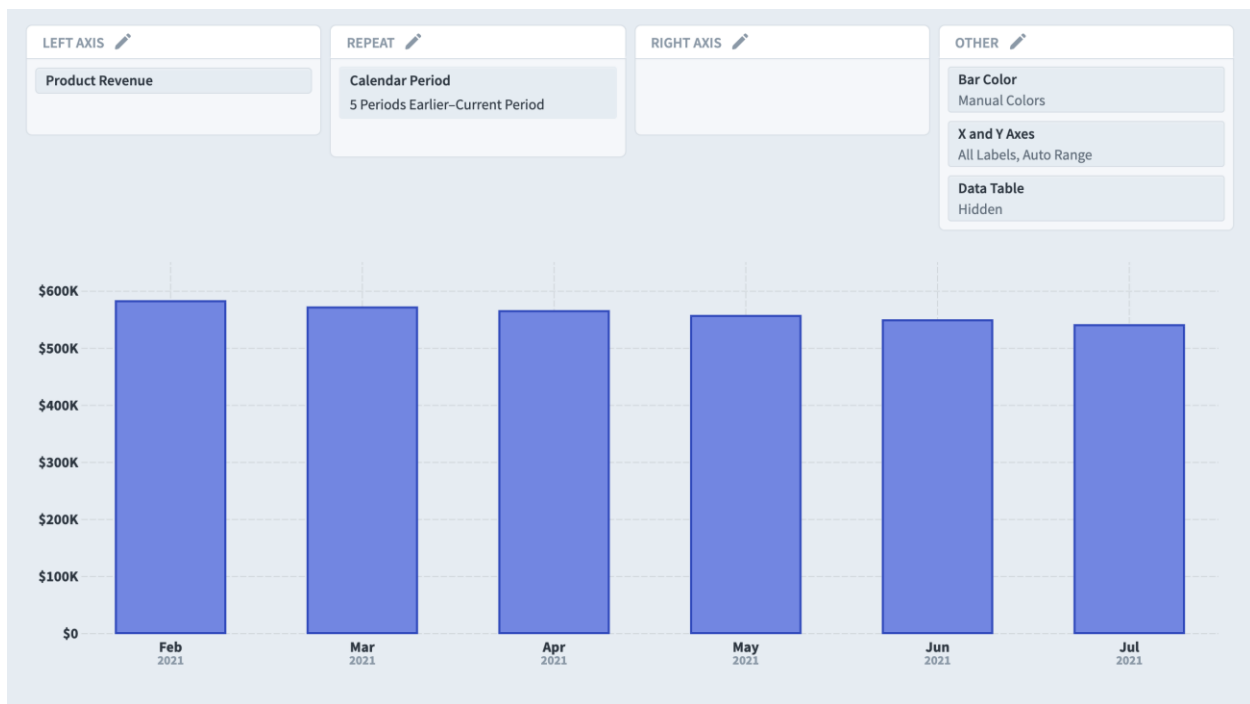 LEFT AXIS
Product Revenue
REPEAT
Calendar Period
5 Periods Earlier–Current Period
RIGHT AXIS
OTHER
Bar Color
Manual Colors
X and Y Axes
All Labels, Auto Range
Data Table
Hidden
$600K
$500K
$400K
$300K
$200K
$100K
$0
Feb
2021
Mar
2021
Apr
2021
May
2021
Jun
2021
Jul
2021